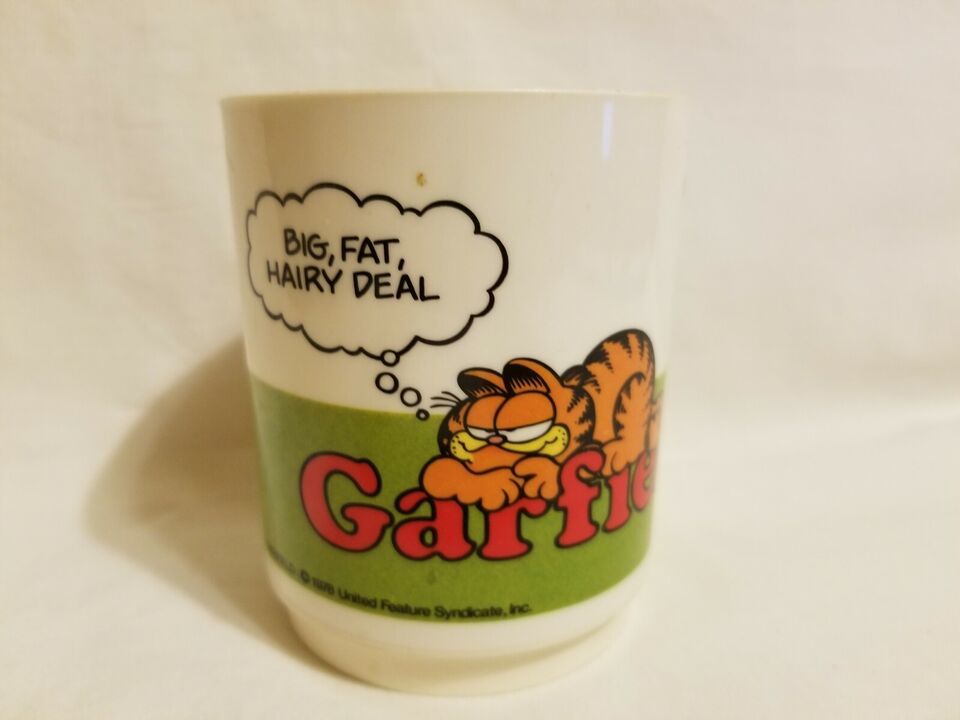 BIG, FAT,
HAIRY DEAL
Garfie
© 1978 United Feature Syndicate, Inc.